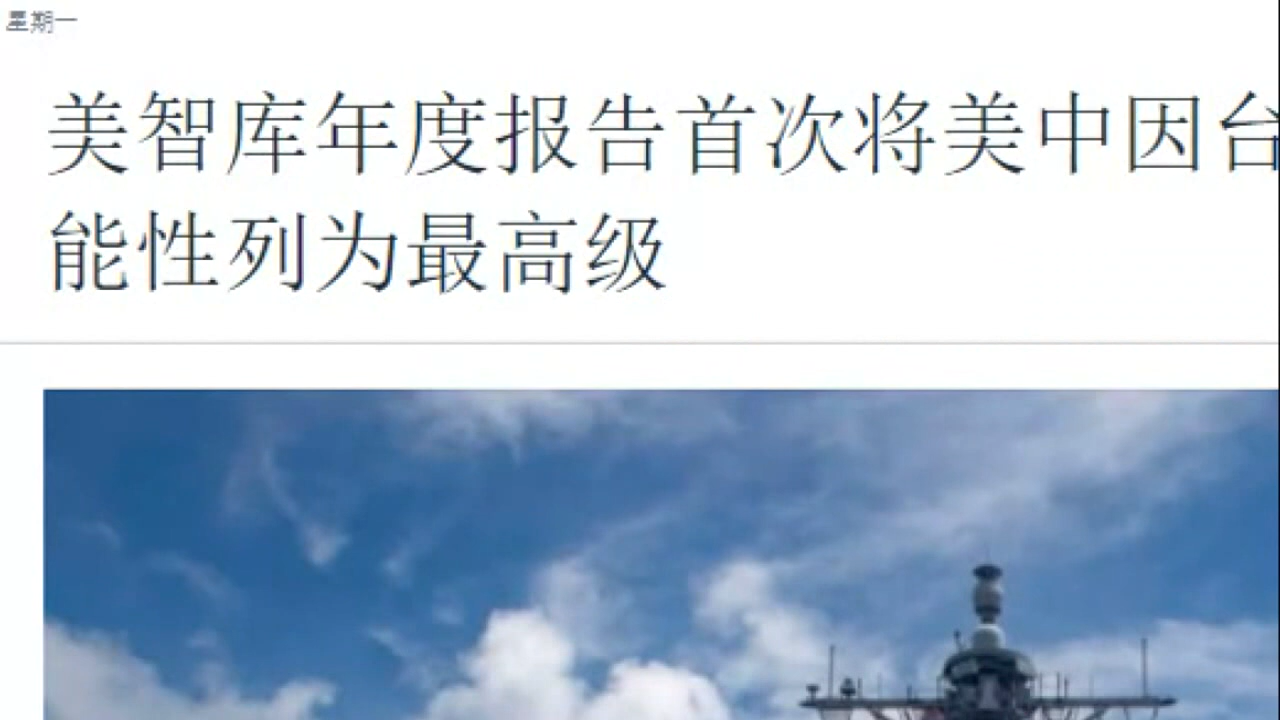 星期一
美智库年度报告首次将美中因台
能性列为最高级